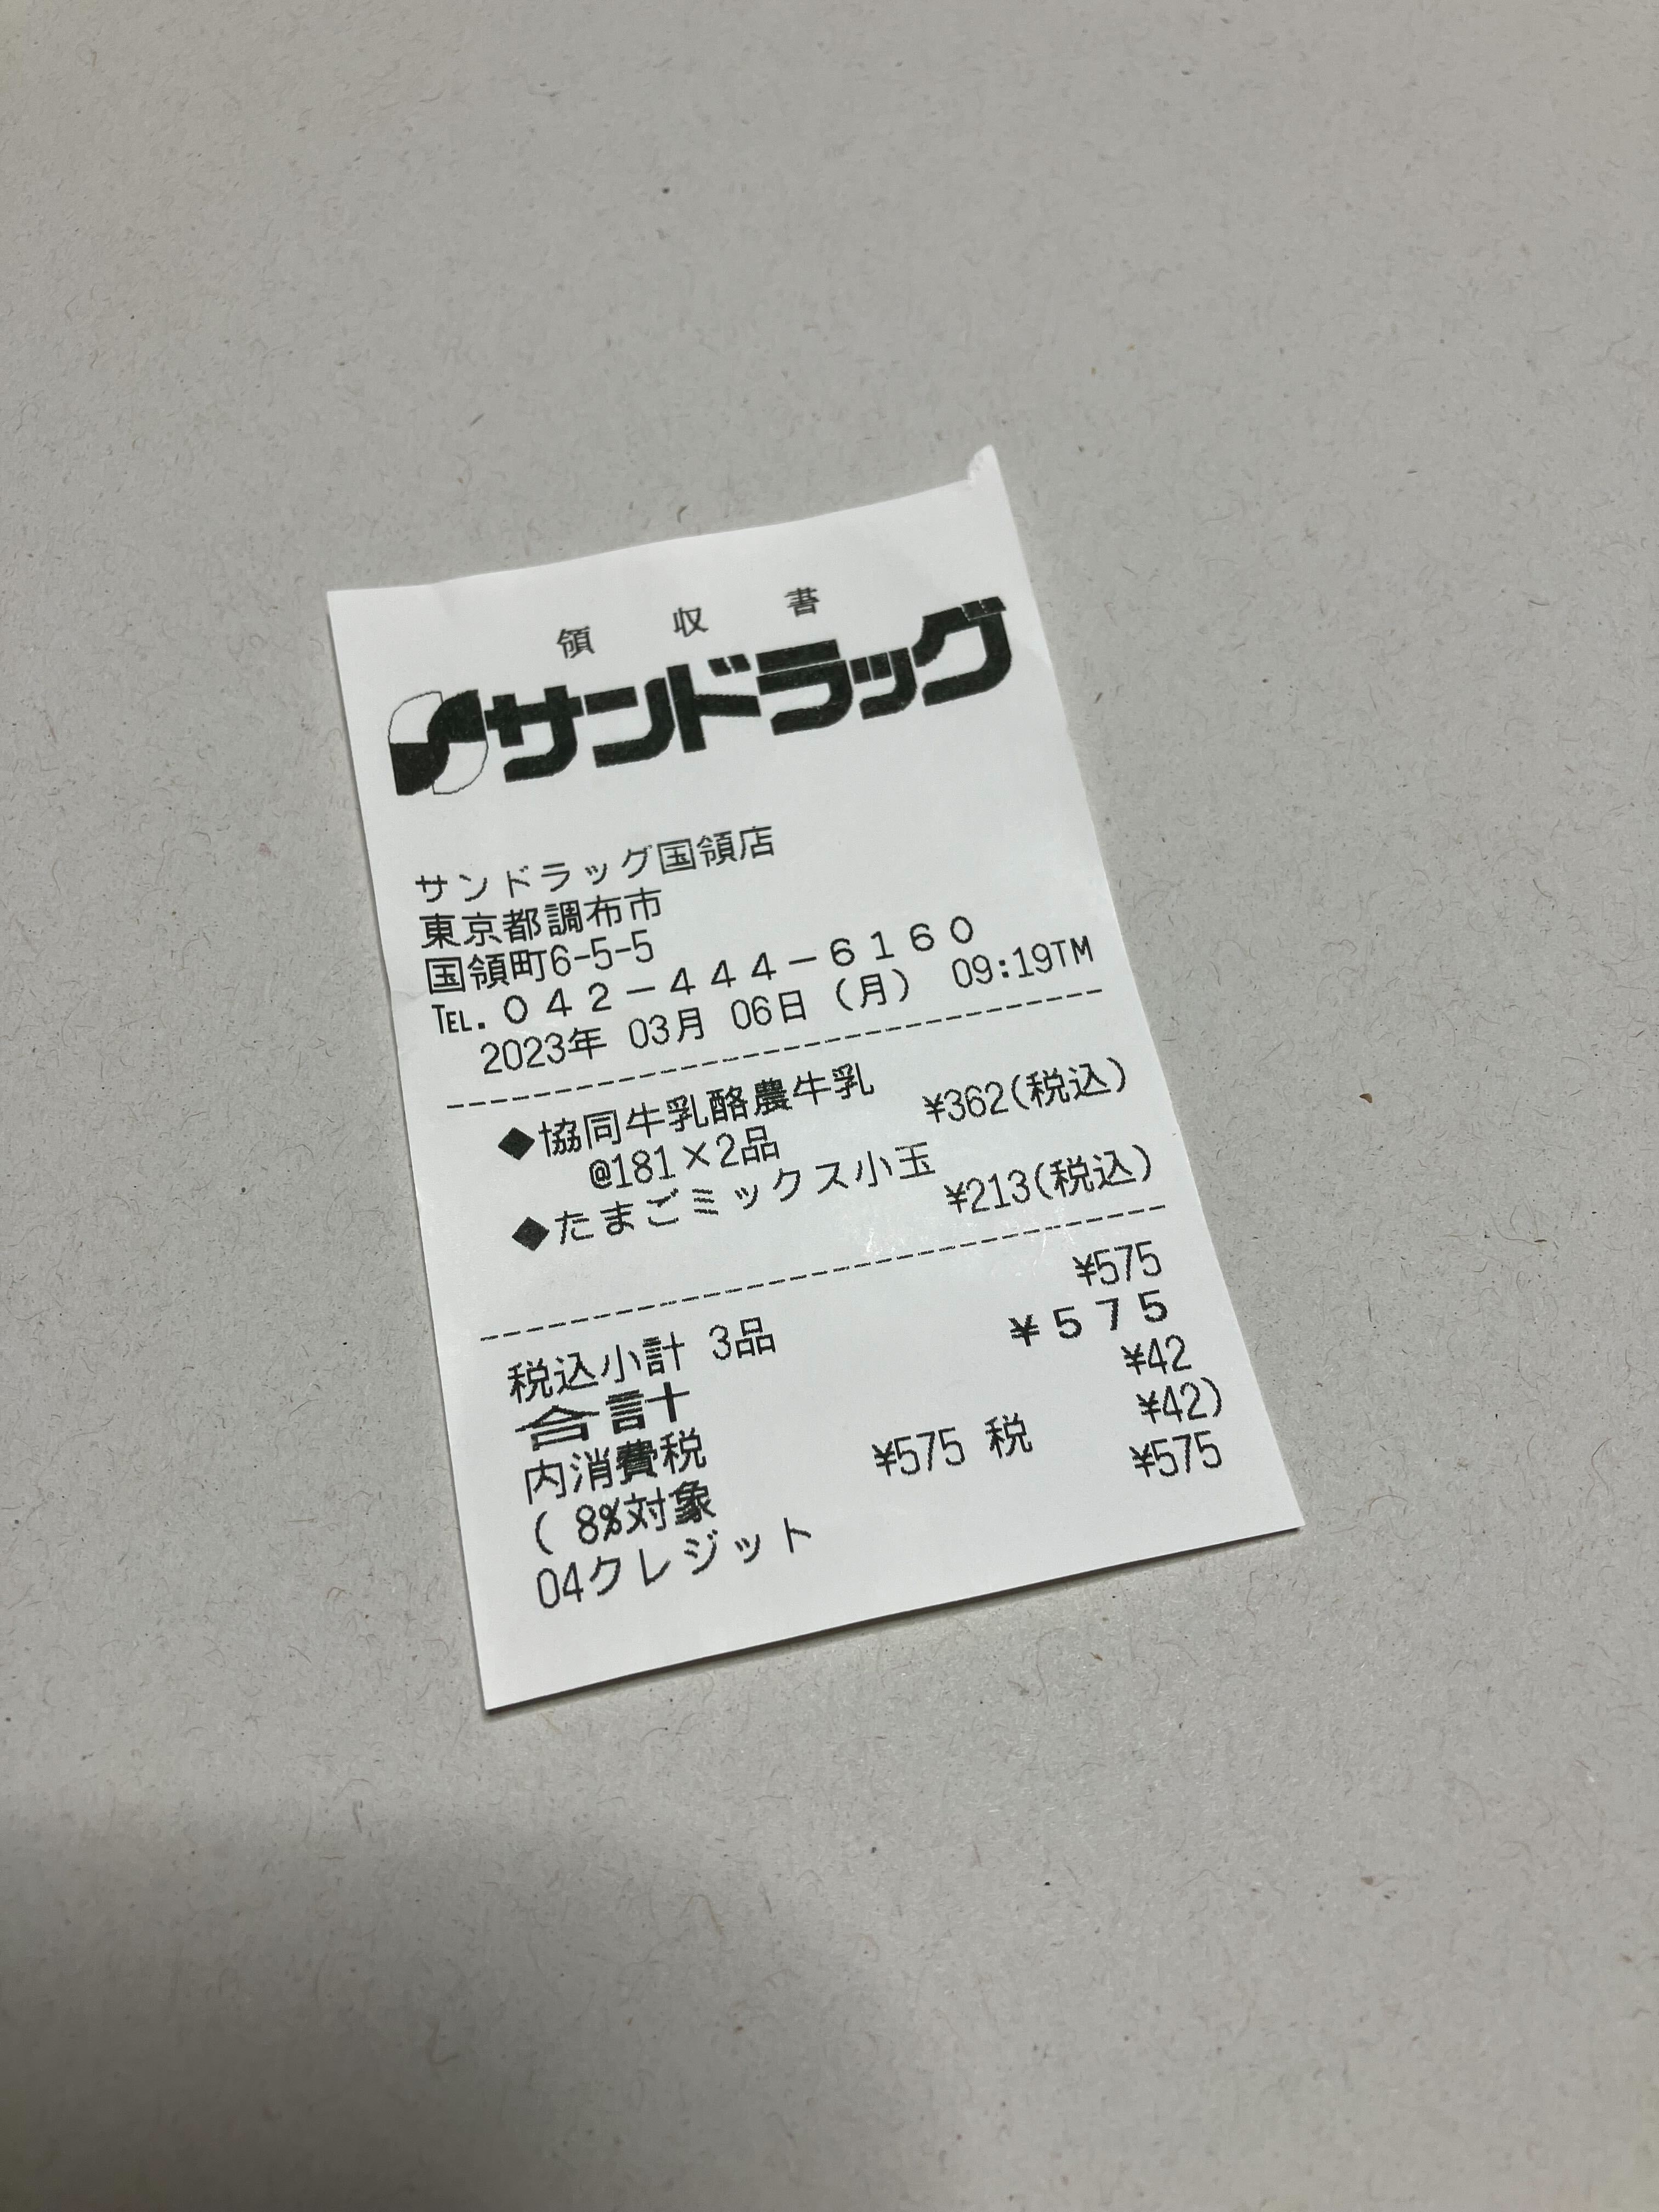 領 収 書
サンドラッグ
サンドラッグ国領店
東京都調布市
国領町6-5-5
℡.042-444-6160
2023年 03月 06日 (月) 09:19TM
◆協同牛乳酪農牛乳 ¥362(税込)
@181×2品
◆たまごミックス小玉 ¥213(税込)
税込小計 3品 ¥575
合計 ¥575
内消費税 ¥42
( 8%対象 ¥575 税 ¥42)
04クレジット ¥575